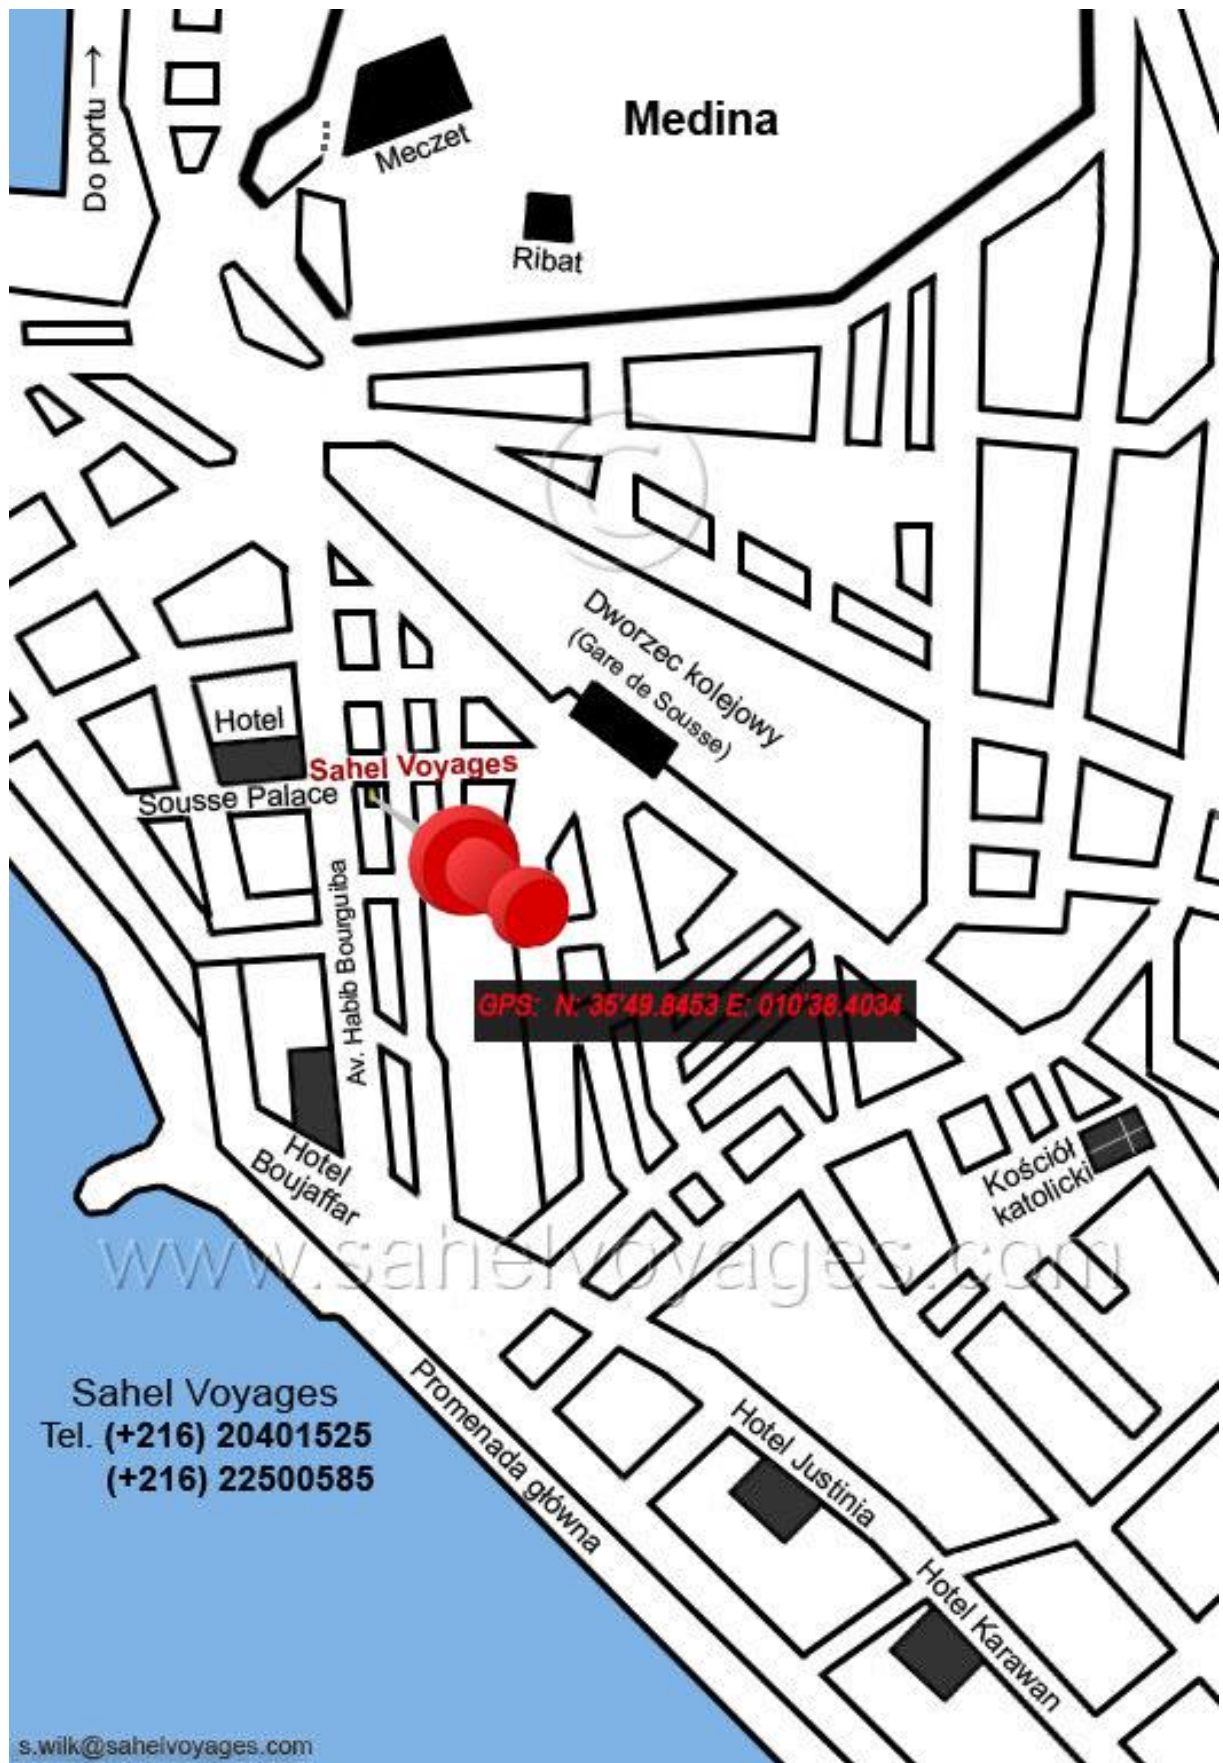 Do portu →
Meczet
Medina
Ribat
Dworzec kolejowy
(Gare de Sousse)
Hotel
Sousse Palace
Sahel Voyages
Av. Habib Bourguiba
GPS: N: 35'49.8453 E: 010'38.4034
Hotel
Boujaffar
Kościół
katolicki
www.sahelvoyages.com
Sahel Voyages
Tel. (+216) 20401525
(+216) 22500585
Promenada główna
Hotel Justinia
Hotel Karawan
s.wilk@sahelvoyages.com
©